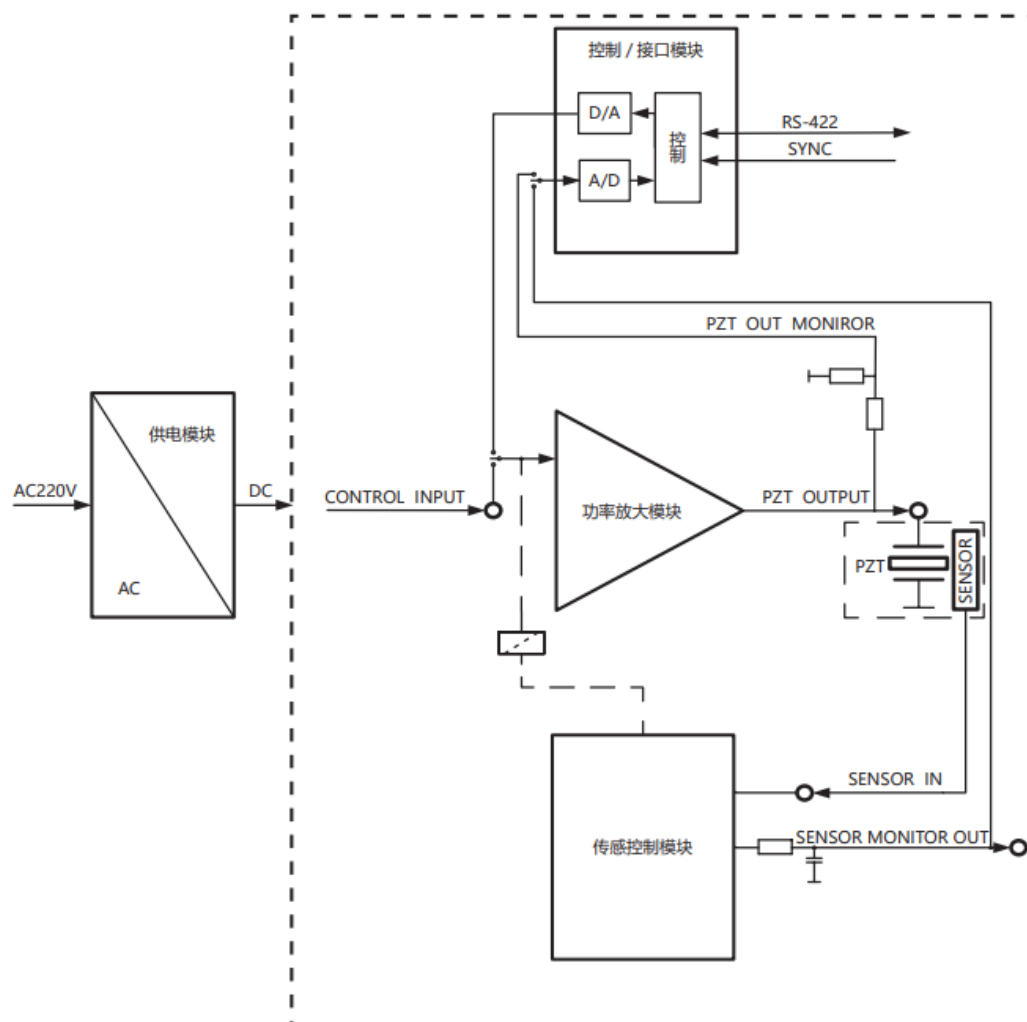 控制 / 接口模块
D/A
控制
RS-422
SYNC
A/D
PZT OUT MONIROR
供电模块
AC220V
DC
CONTROL INPUT
功率放大模块
PZT OUTPUT
PZT
SENSOR
AC
SENSOR IN
传感控制模块
SENSOR MONITOR OUT